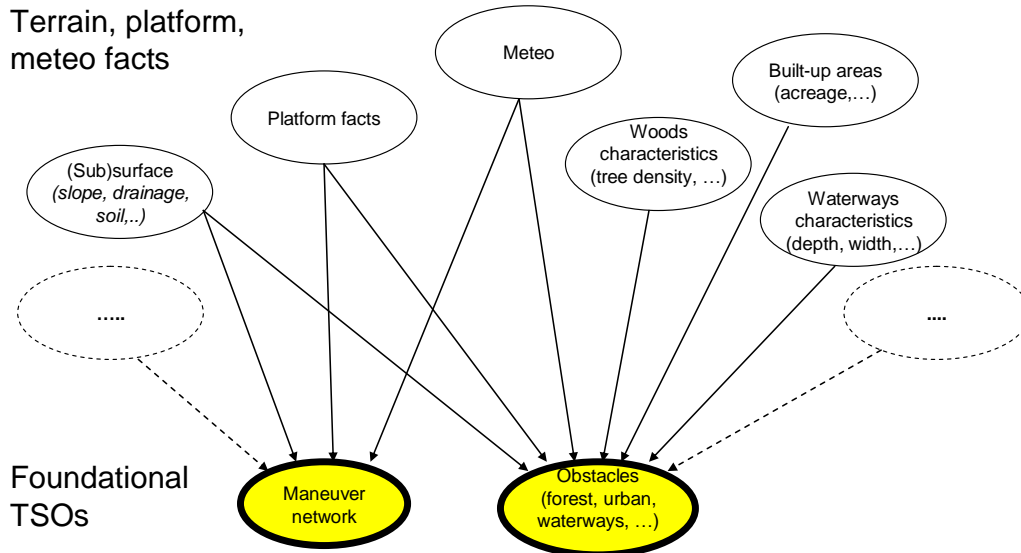 Terrain, platform,
meteo facts
Meteo
Built-up areas
(acreage,…)
Platform facts
Woods
characteristics
(tree density, …)
(Sub)surface
(slope, drainage,
soil,..)
Waterways
characteristics
(depth, width,…)
…..
....
Foundational
TSOs
Maneuver
network
Obstacles
(forest, urban,
waterways, …)